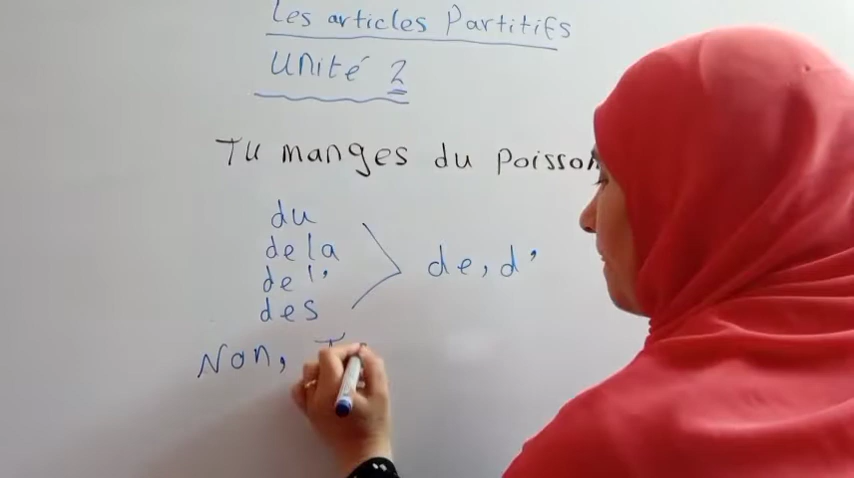 Les articles Partitifs
Unité 2
Tu manges du Poisson
du
de la
de l'
des
de, d'
Non,